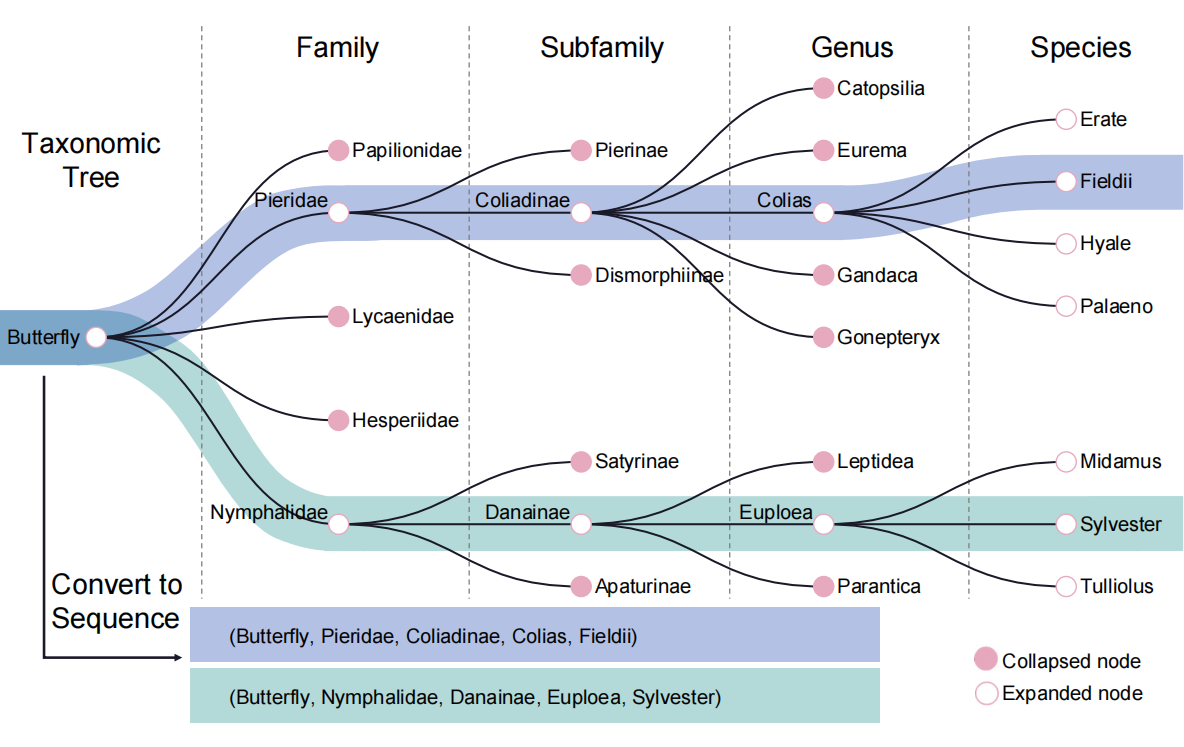 Family Subfamily Genus Species
Taxonomic
Tree
Catopsilia
Erate
Papilionidae Pierinae Eurema
Fieldii
Pieridae Coliadinae Colias
Hyale
Dismorphiinae Gandaca
Palaeno
Lycaenidae
Butterfly Gonepteryx
Hesperiidae
Satyrinae Leptidea Midamus
Nymphalidae Danainae Euploea
Sylvester
Apaturinae Parantica Tulliolus
Convert to
Sequence
(Butterfly, Pieridae, Coliadinae, Colias, Fieldii)
(Butterfly, Nymphalidae, Danainae, Euploea, Sylvester)
Collapsed node
Expanded node